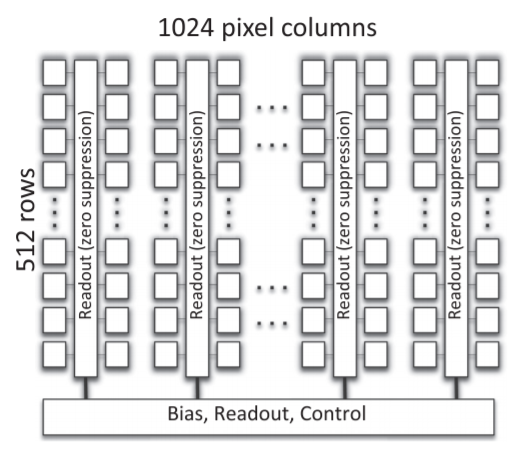 1024 pixel columns
512 rows
Readout (zero suppression)
Readout (zero suppression)
Readout (zero suppression)
Readout (zero suppression)
Bias, Readout, Control